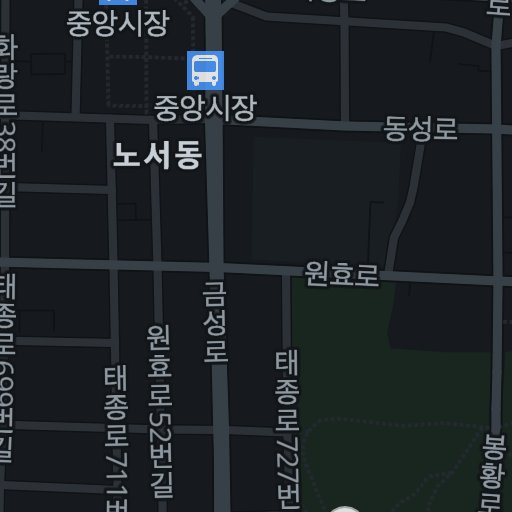 중앙시장
중앙시장
동성로
노서동
화랑로38번길
원효로
금성로
태종로699번길
원효로52번길
태종로711번
태종로727번
봉황로
로